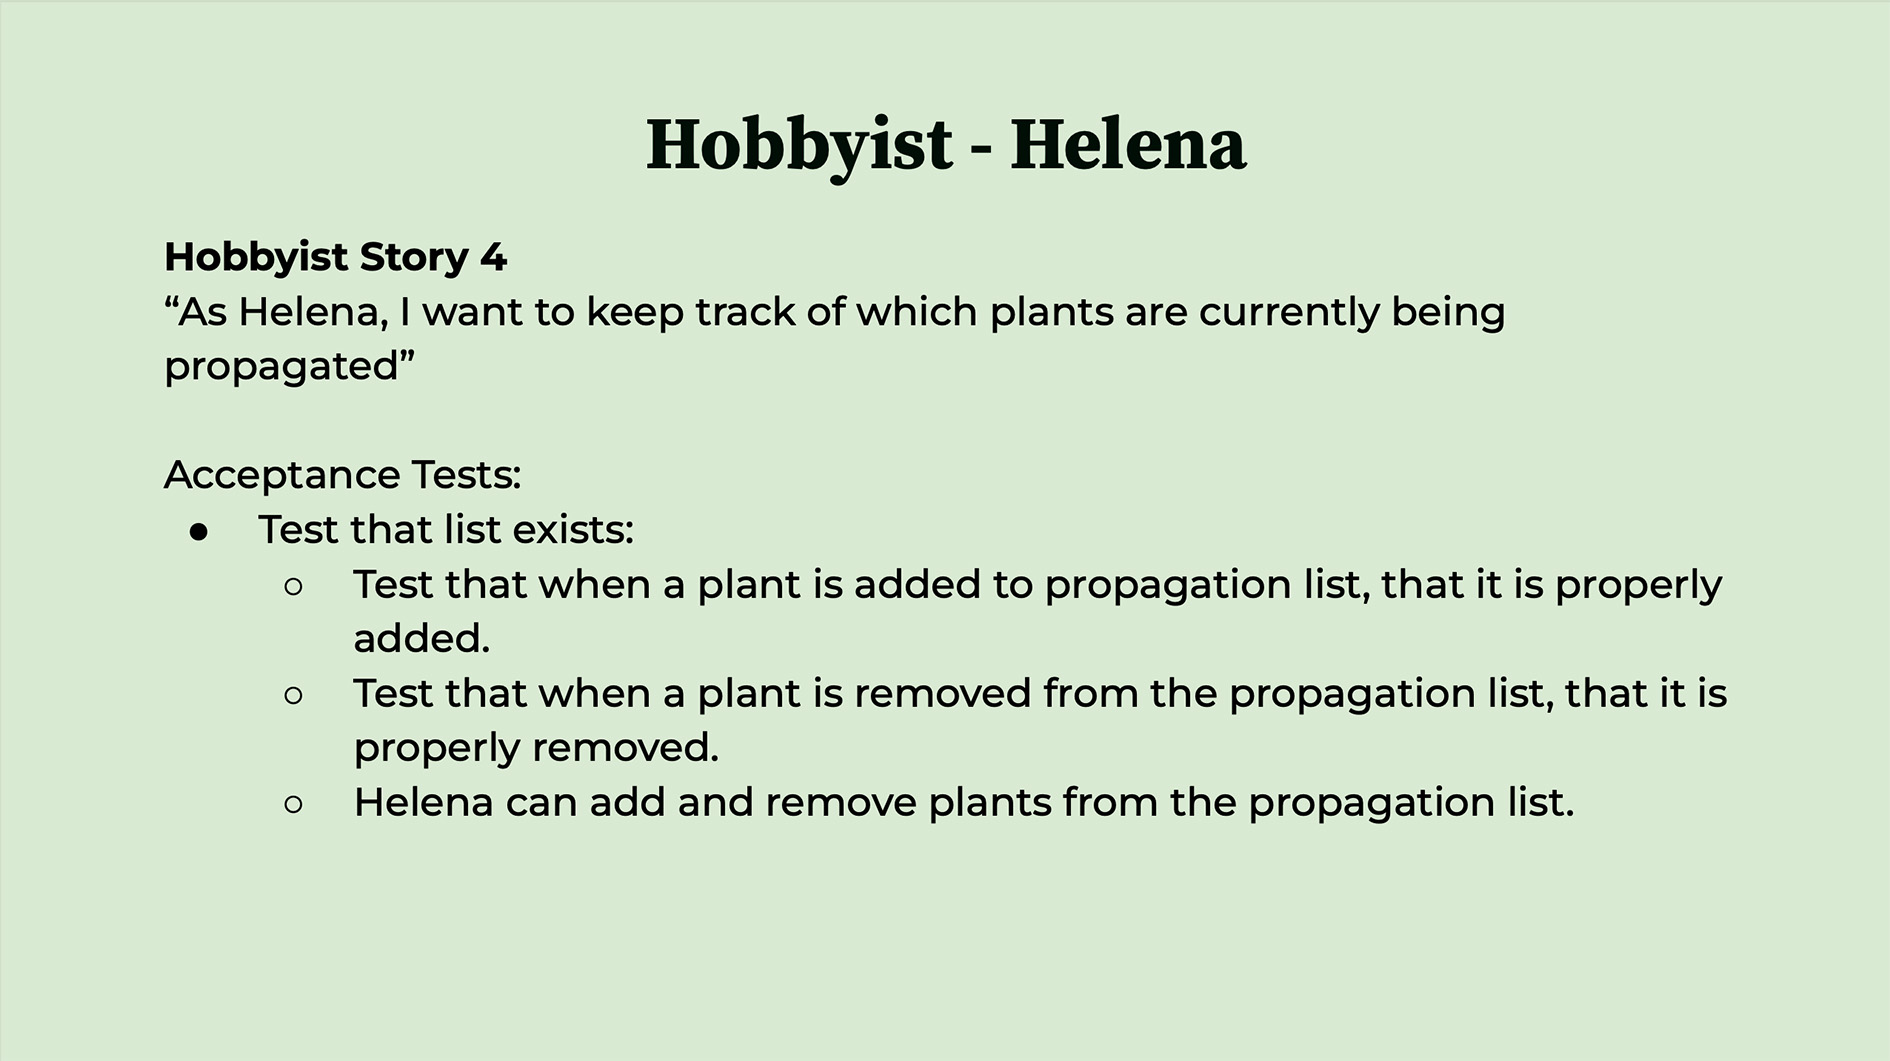 Hobbyist - Helena
Hobbyist Story 4
“As Helena, I want to keep track of which plants are currently being
propagated”
Acceptance Tests:
● Test that list exists:
○ Test that when a plant is added to propagation list, that it is properly
added.
○ Test that when a plant is removed from the propagation list, that it is
properly removed.
○ Helena can add and remove plants from the propagation list.